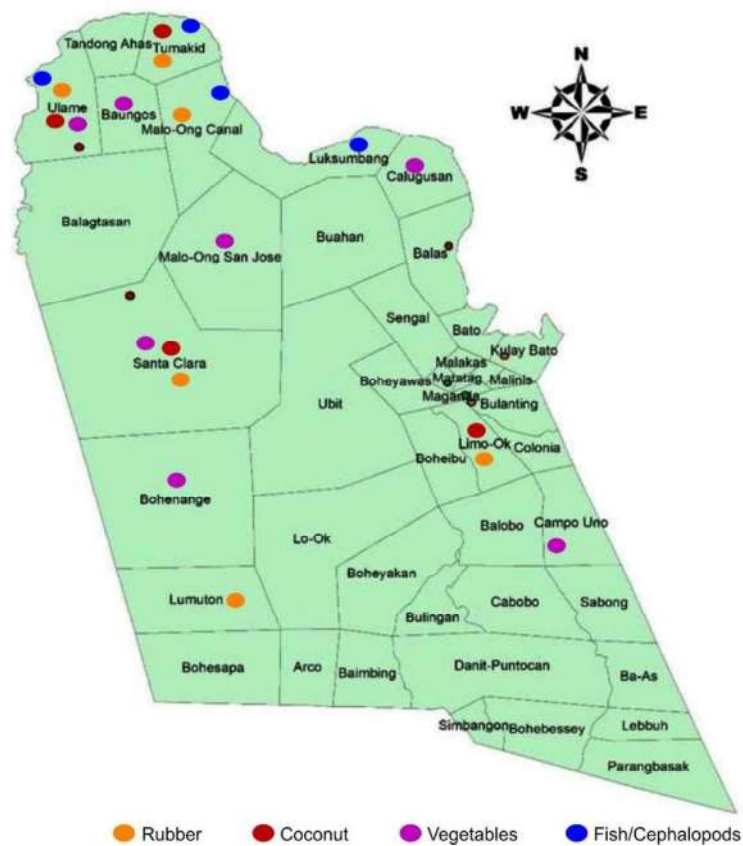 Tandong Ahas
Tumakid
Ulame
Baungos
Malo-Ong Canal
N
W
E
S
Luksumbang
Calugusan
Balagtasan
Malo-Ong San Jose
Buahan
Balas
Sengal
Bato
Kulay Bato
Malakas
Matatag
Malinis
Boheyawas
Maganda
Bulanting
Santa Clara
Ubit
Limo-Ok
Colonia
Boheibu
Bohenange
Lo-Ok
Balobo
Campo Uno
Boheyakan
Lumuton
Bulingan
Cabobo
Sabong
Bohesapa
Arco
Baimbing
Danit-Puntocan
Ba-As
Simbangon
Bohebessey
Lebbuh
Parangbasak
Rubber
Coconut
Vegetables
Fish/Cephalopods